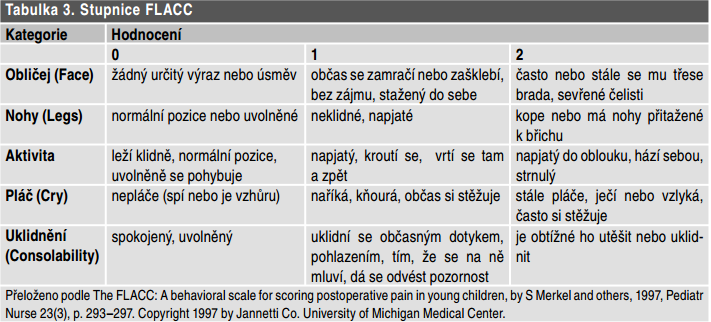 Tabulka 3. Stupnice FLACC
Kategorie Hodnocení
0 1 2
Obličej (Face) žádný určitý výraz nebo úsměv občas se zamračí nebo zašklebí, často nebo stále se mu třese
bez zájmu, stažený do sebe brada, sevřené čelisti
Nohy (Legs) normální pozice nebo uvolněné neklidné, napjaté kope nebo má nohy přitažené
k břichu
Aktivita leží klidně, normální pozice, napjatý, kroutí se, vrtí se tam napjatý do oblouku, hází sebou,
uvolněně se pohybuje a zpět strnulý
Pláč (Cry) nepláče (spí nebo je vzhůru) naříká, kňourá, občas si stěžuje stále pláče, ječí nebo vzlyká,
často si stěžuje
Uklidnění spokojený, uvolněný uklidní se občasným dotykem, je obtížné ho utěšit nebo uklid-
(Consolability) pohlazením, tím, že se na ně nit
mluví, dá se odvést pozornost
Přeloženo podle The FLACC: A behavioral scale for scoring postoperative pain in young children, by S Merkel and others, 1997, Pediatr
Nurse 23(3), p. 293–297. Copyright 1997 by Jannetti Co. University of Michigan Medical Center.